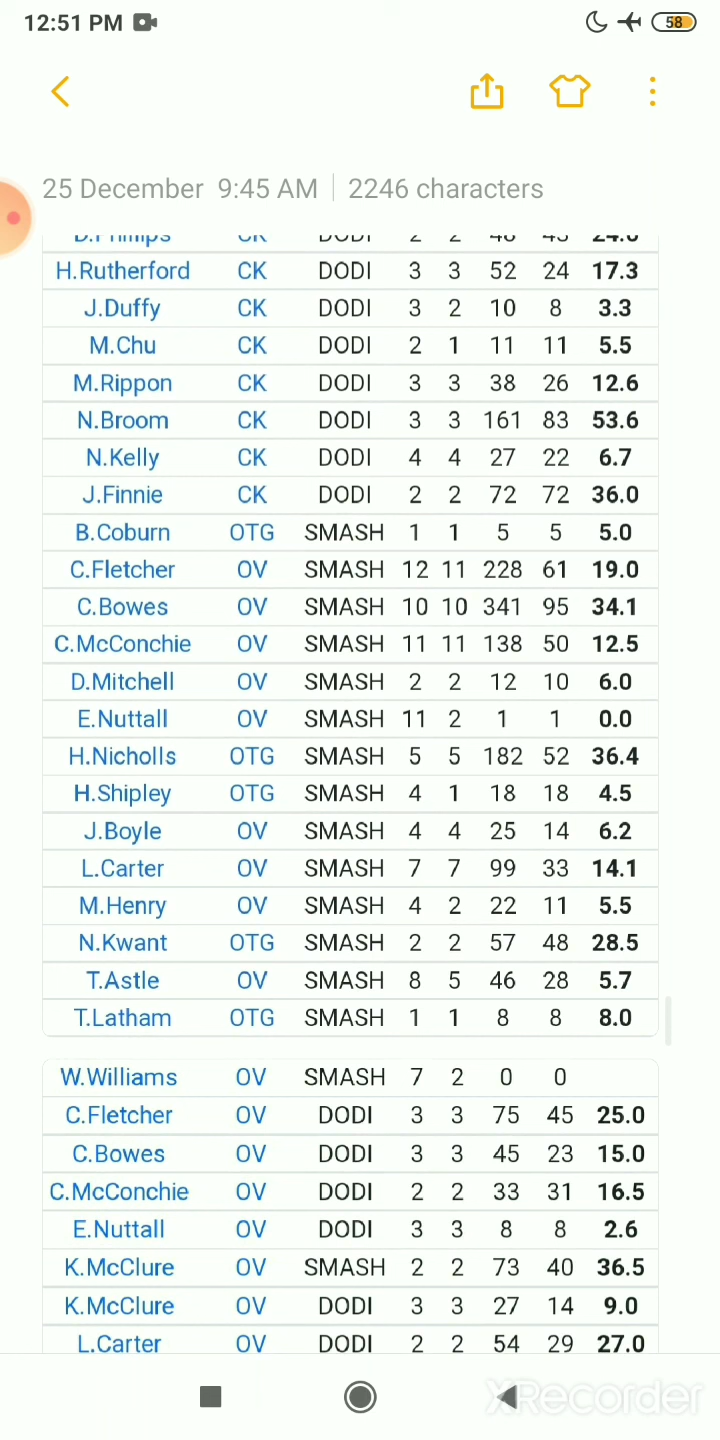 12:51 PM 58
25 December 9:45 AM 2246 characters
H.Rutherford CK DODI 3 3 52 24 17.3
J.Duffy CK DODI 3 2 10 8 3.3
M.Chu CK DODI 2 1 11 11 5.5
M.Rippon CK DODI 3 3 38 26 12.6
N.Broom CK DODI 3 3 161 83 53.6
N.Kelly CK DODI 4 4 27 22 6.7
J.Finnie CK DODI 2 2 72 72 36.0
B.Coburn OTG SMASH 1 1 5 5 5.0
C.Fletcher OV SMASH 12 11 228 61 19.0
C.Bowes OV SMASH 10 10 341 95 34.1
C.McConchie OV SMASH 11 11 138 50 12.5
D.Mitchell OV SMASH 2 2 12 10 6.0
E.Nuttall OV SMASH 11 2 1 1 0.0
H.Nicholls OTG SMASH 5 5 182 52 36.4
H.Shipley OTG SMASH 4 1 18 18 4.5
J.Boyle OV SMASH 4 4 25 14 6.2
L.Carter OV SMASH 7 7 99 33 14.1
M.Henry OV SMASH 4 2 22 11 5.5
N.Kwant OTG SMASH 2 2 57 48 28.5
T.Astle OV SMASH 8 5 46 28 5.7
T.Latham OTG SMASH 1 1 8 8 8.0
W.Williams OV SMASH 7 2 0 0
C.Fletcher OV DODI 3 3 75 45 25.0
C.Bowes OV DODI 3 3 45 23 15.0
C.McConchie OV DODI 2 2 33 31 16.5
E.Nuttall OV DODI 3 3 8 8 2.6
K.McClure OV SMASH 2 2 73 40 36.5
K.McClure OV DODI 3 3 27 14 9.0
L.Carter OV DODI 2 2 54 29 27.0
XRecorder